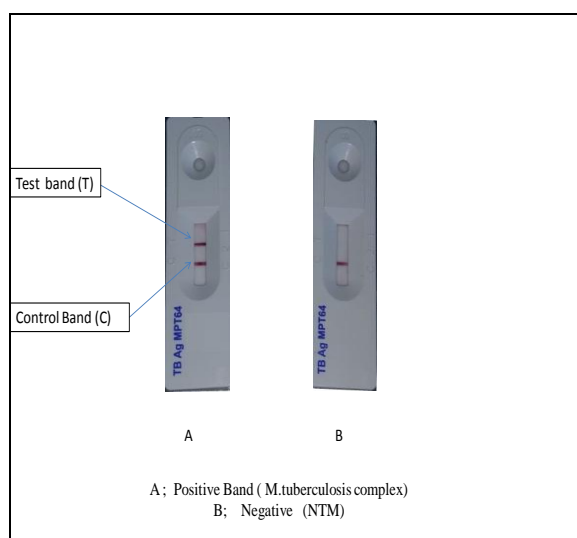 Test band (T)
Control Band (C)
TB Ag MPT64
TB Ag MPT64
A
B
A ; Positive Band ( M.tuberculosis complex)
B; Negative (NTM)